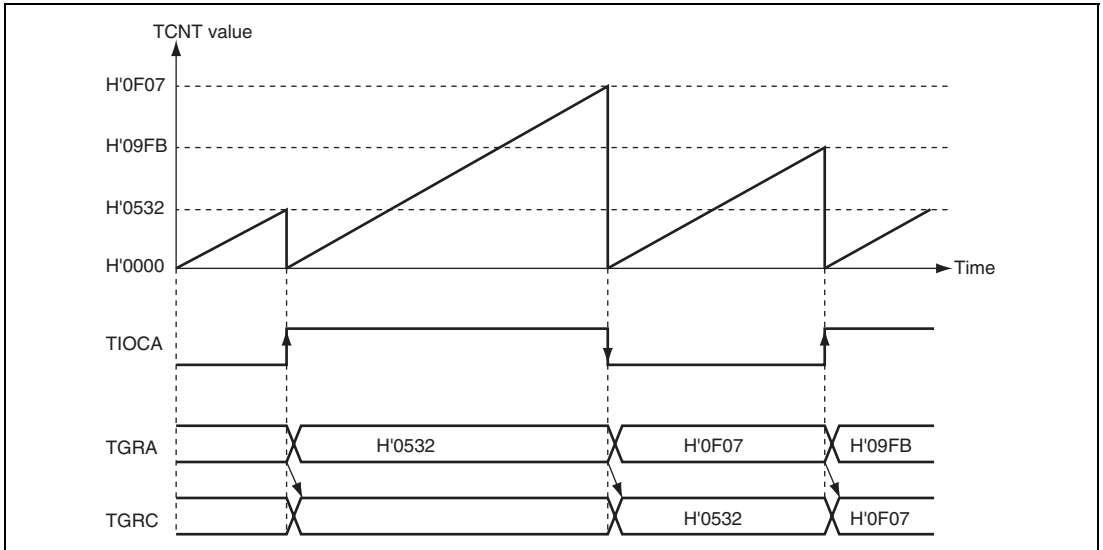 TCNT value
H'0F07
H'09FB
H'0532
H'0000
Time
TIOCA
TGRA
H'0532
H'0F07
H'09FB
TGRC
H'0532
H'0F07